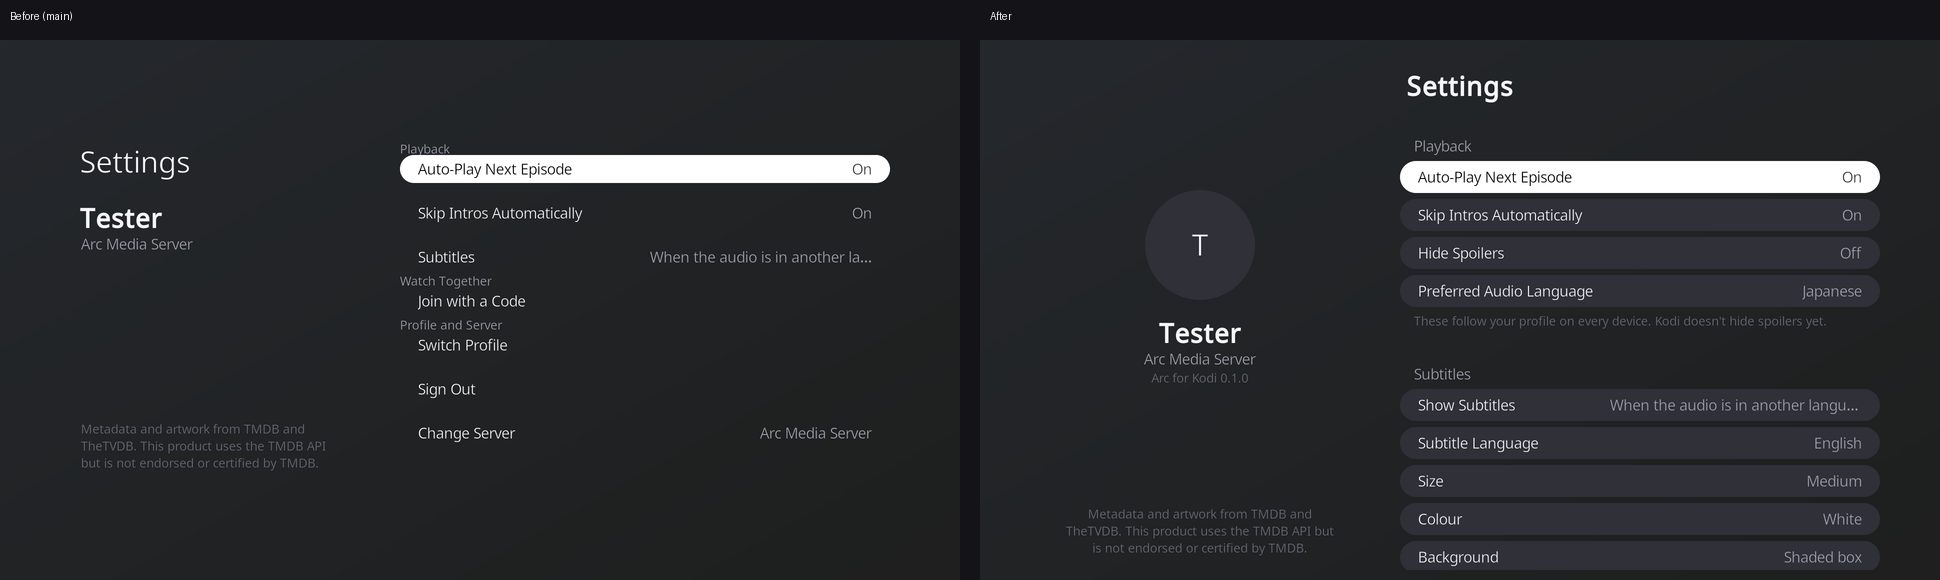 Before (main)
Settings
Tester
Arc Media Server
Metadata and artwork from TMDB and
TheTVDB. This product uses the TMDB API
but is not endorsed or certified by TMDB.
Playback
Auto-Play Next Episode On
Skip Intros Automatically On
Subtitles When the audio is in another la...
Watch Together
Join with a Code
Profile and Server
Switch Profile
Sign Out
Change Server Arc Media Server
After
T
Tester
Arc Media Server
Arc for Kodi 0.1.0
Metadata and artwork from TMDB and
TheTVDB. This product uses the TMDB API but
is not endorsed or certified by TMDB.
Settings
Playback
Auto-Play Next Episode On
Skip Intros Automatically On
Hide Spoilers Off
Preferred Audio Language Japanese
These follow your profile on every device. Kodi doesn't hide spoilers yet.
Subtitles
Show Subtitles When the audio is in another langu...
Subtitle Language English
Size Medium
Colour White
Background Shaded box